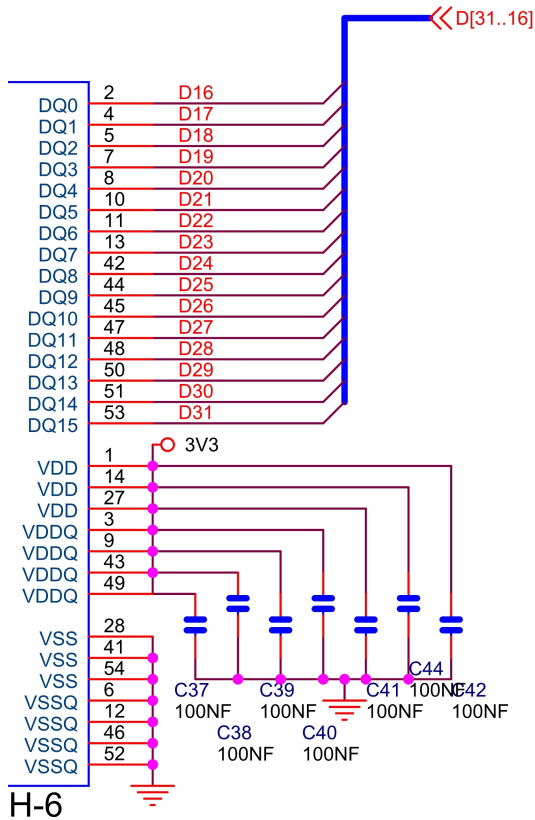 D[31..16]
DQ0 2 D16
DQ1 4 D17
DQ2 5 D18
DQ3 7 D19
DQ4 8 D20
DQ5 10 D21
DQ6 11 D22
DQ7 13 D23
DQ8 42 D24
DQ9 44 D25
DQ10 45 D26
DQ11 47 D27
DQ12 48 D28
DQ13 50 D29
DQ14 51 D30
DQ15 53 D31
3V3
VDD 1
VDD 14
VDD 27
VDDQ 3
VDDQ 9
VDDQ 43
VDDQ 49
VSS 28
VSS 41
VSS 54
VSSQ 6
VSSQ 12
VSSQ 46
VSSQ 52
C44
100NF
C37 C39 C41 C42
100NF 100NF 100NF 100NF
C38 C40
100NF 100NF
H-6